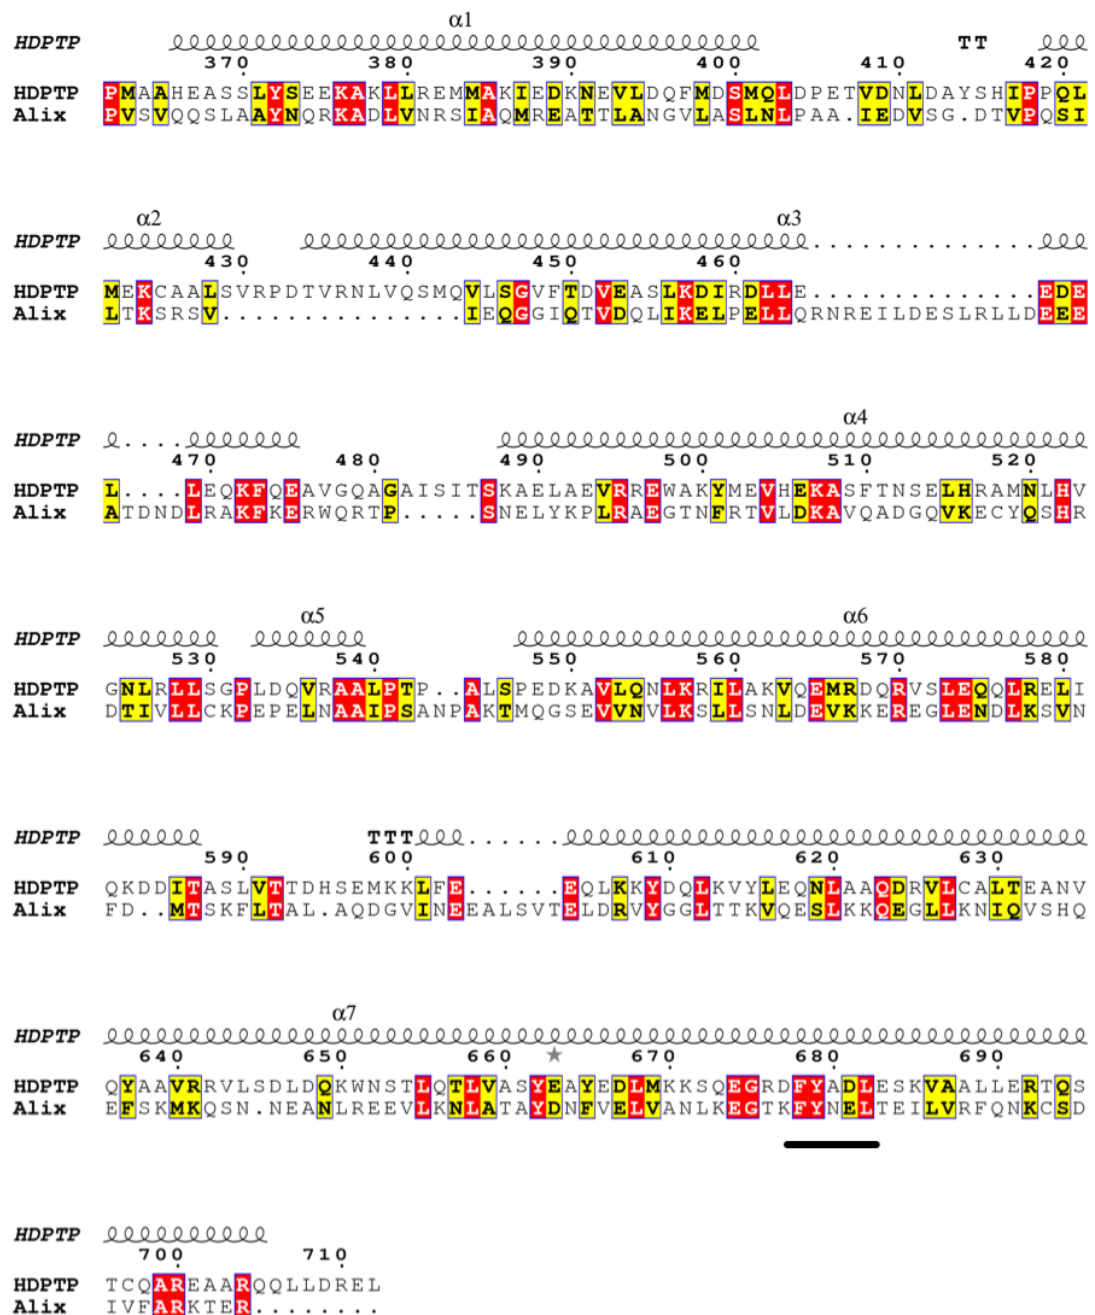 α1
HDPTP TT
370 380 390 400 410 420
HDPTP PMAAHEASSLYSEEKAKLLREMMAKIEDKNEVLDQFMDSMQLDPETVDNLDAYSHIPPQL
Alix PVSVQQSLAAYNQRKADLVNRSIAQMREATTLANGVLASLNLPAA.IEDVSG.DTVPQSI
α2 α3
HDPTP ..............
430 440 450 460
HDPTP MEKCAALSVRPDTVRNLVQSMQVLSGVFTDVEASLKDIRDLLE..............EDE
Alix LTKSRSV...............IEQGGIQTVDQLIKELPELLQRNREILDESLRLLDEEE
α4
HDPTP ....
470 480 490 500 510 520
HDPTP L....LEQKFQEAVGQAGAISITSKAELAEVRREWAKYMEVHEKASFTNSELHRAMNLHV
Alix ATDNDLRAKFKERWQRTP.....SNELYKPLRAEGTNFRTVLDKAVQADGQVKECYQSHR
α5 α6
HDPTP
530 540 550 560 570 580
HDPTP GNLRLLSGPLDQVRAALPTP..ALSPEDKAVLQNLKRILAKVQEMRDQRVSLEQQLRELI
Alix DTIVLLCKPEPELNAAIPSANPAKTMQGSEVVNVLKSLLSNLDEVKKEREGLENDLKSVN
HDPTP TTT ......
590 600 610 620 630
HDPTP QKDDITASLVTTDHSEMKKLFE......EQLKKYDQLKVYLEQNLAAQDRVLCALTEANV
Alix FD..MTSKFLTAL.AQDGVINEEALSVTELDRVYGGLTTKVQESLKKQEGLLKNIQVSHQ
α7
HDPTP
640 650 660 ★ 670 680 690
HDPTP QYAAVRRVLSDLDQKWNSTLQTLVASYEAYEDLMKKSQEGRDFYADLESKVAALLERTQS
Alix EFSKMKQSN.NEANLREEVLKNLATAYDNFVELVANLKEGTKFYNELTEILVRFQNKCSD
HDPTP
700 710
HDPTP TCQAREAARQQLLDREL
Alix IVFARKTER........